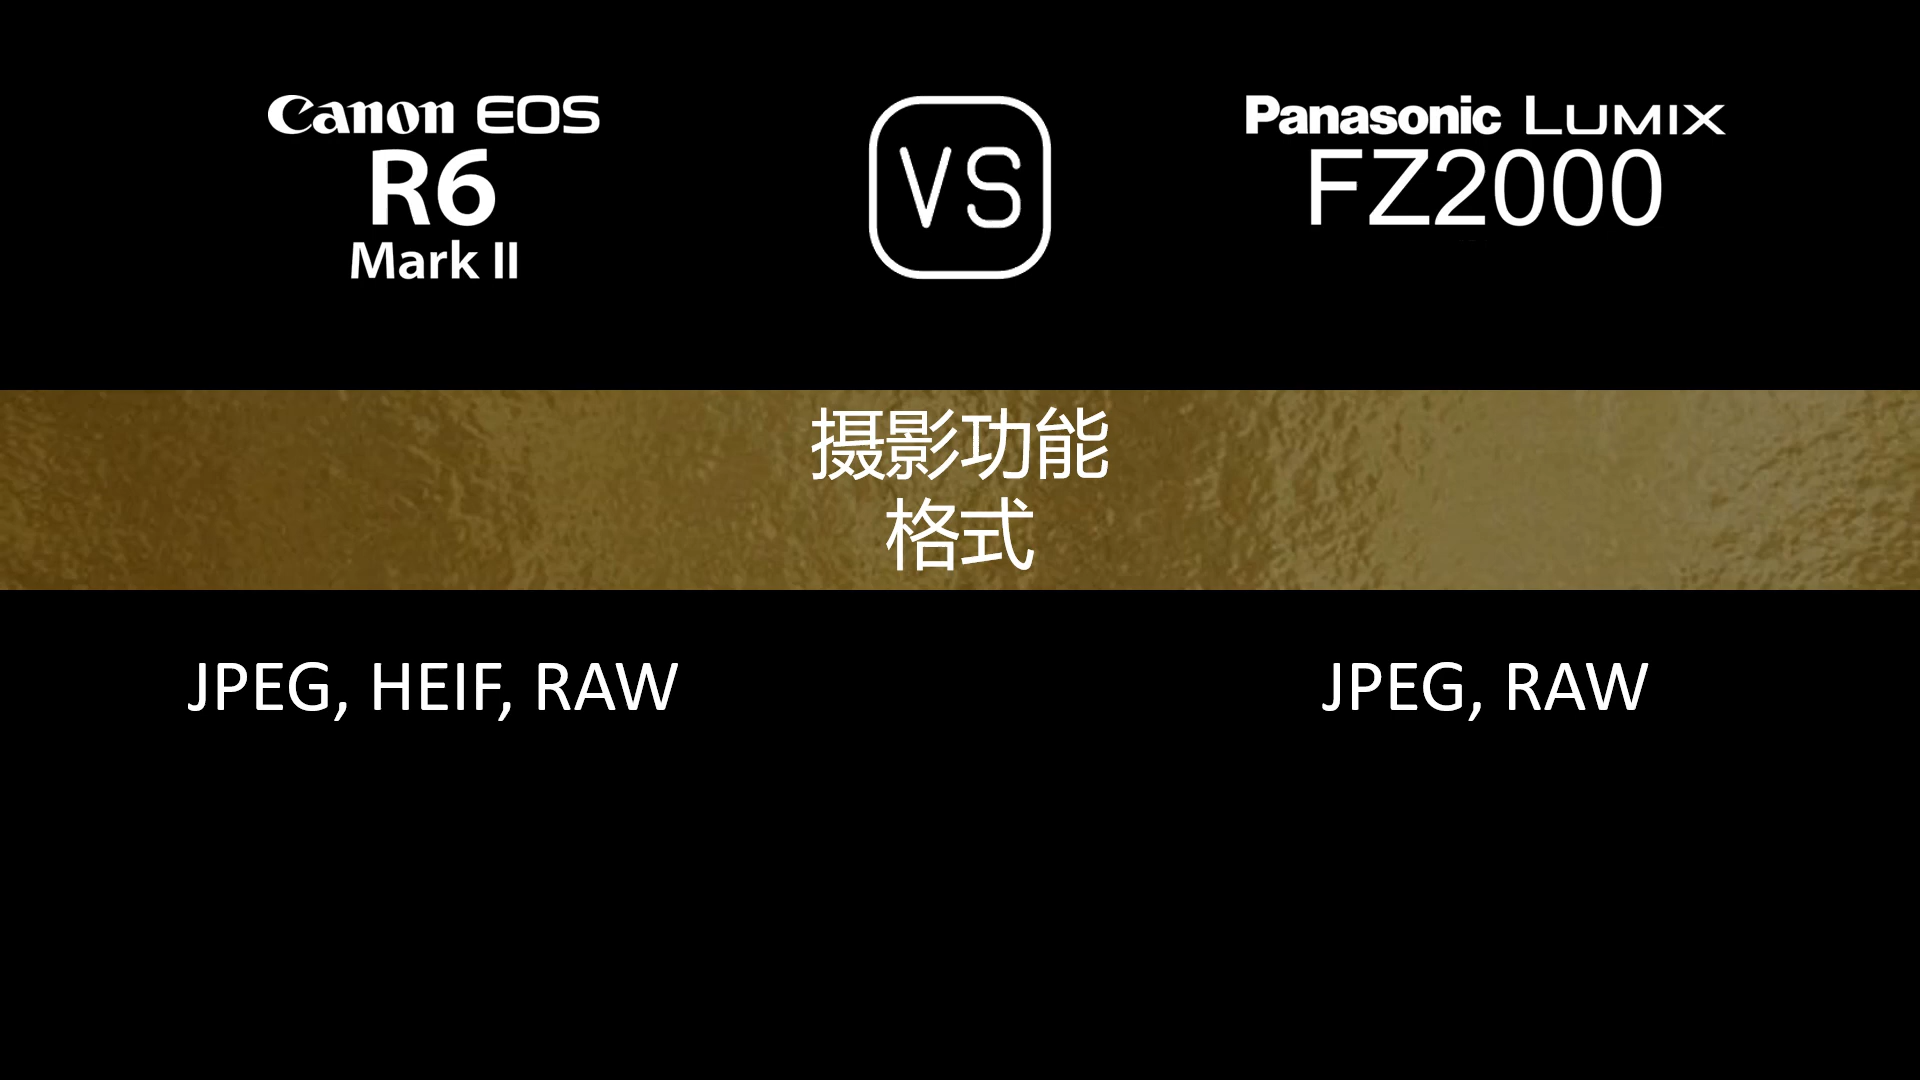 Canon EOS
R6
Mark II
VS
Panasonic LUMIX
FZ2000
摄影功能
格式
JPEG, HEIF, RAW
JPEG, RAW